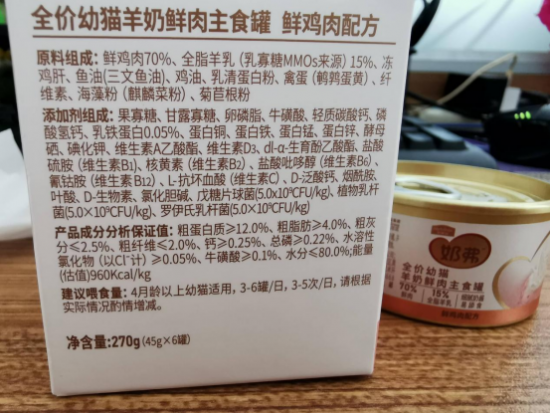 全价幼猫羊奶鲜肉主食罐 鲜鸡肉配方
原料组成：鲜鸡肉70%、全脂羊乳（乳寡糖MMOs来源）15%、冻
鸡肝、鱼油(三文鱼油)、鸡油、乳清蛋白粉、禽蛋(鹌鹑蛋黄)、纤
维素、海藻粉（麒麟菜粉）、菊苣根粉
添加剂组成：果寡糖、甘露寡糖、卵磷脂、牛磺酸、轻质碳酸钙、磷
酸氢钙、乳铁蛋白0.05%、蛋白铜、蛋白铁、蛋白锰、蛋白锌、酵母
硒、碘化钾、维生素A乙酸酯、维生素D₃、dl-α-生育酚乙酸酯、盐酸
硫胺（维生素B₁）、核黄素（维生素B₂）、盐酸吡哆醇（维生素B₆）、
氰钴胺（维生素B₁₂）、L-抗坏血酸（维生素C）、D-泛酸钙、烟酰胺、
叶酸、D-生物素、氯化胆碱、戊糖片球菌(5.0x10⁹CFU/kg)、植物乳杆
菌(5.0×10⁹CFU/kg)、罗伊氏乳杆菌(5.0×10⁹CFU/kg)
产品成分分析保证值：粗蛋白质≥12.0%、粗脂肪≥4.0%、粗灰
分≤2.5%、粗纤维≤2.0%、钙≥0.25%、总磷≥0.22%、水溶性
氯化物（以Cl⁻计）≥0.05%、牛磺酸≥0.1%、水分≤80.0%;能量
(估值)960Kcal/kg
建议喂食量：4月龄以上幼猫适用，3-6罐/日，3-5次/日，请根据
实际情况酌情增减。
净含量:270g (45g×6罐)
奶弗
全价幼猫
羊奶鲜肉主食罐
70%
15%
鲜鸡肉配方